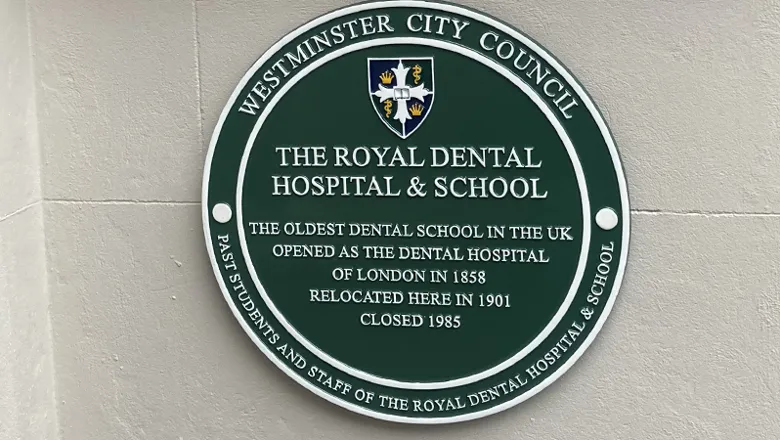 WESTMINSTER CITY COUNCIL
THE ROYAL DENTAL
HOSPITAL & SCHOOL
THE OLDEST DENTAL SCHOOL IN THE UK
OPENED AS THE DENTAL HOSPITAL
OF LONDON IN 1858
RELOCATED HERE IN 1901
CLOSED 1985
PAST STUDENTS AND STAFF OF THE ROYAL DENTAL HOSPITAL & SCHOOL